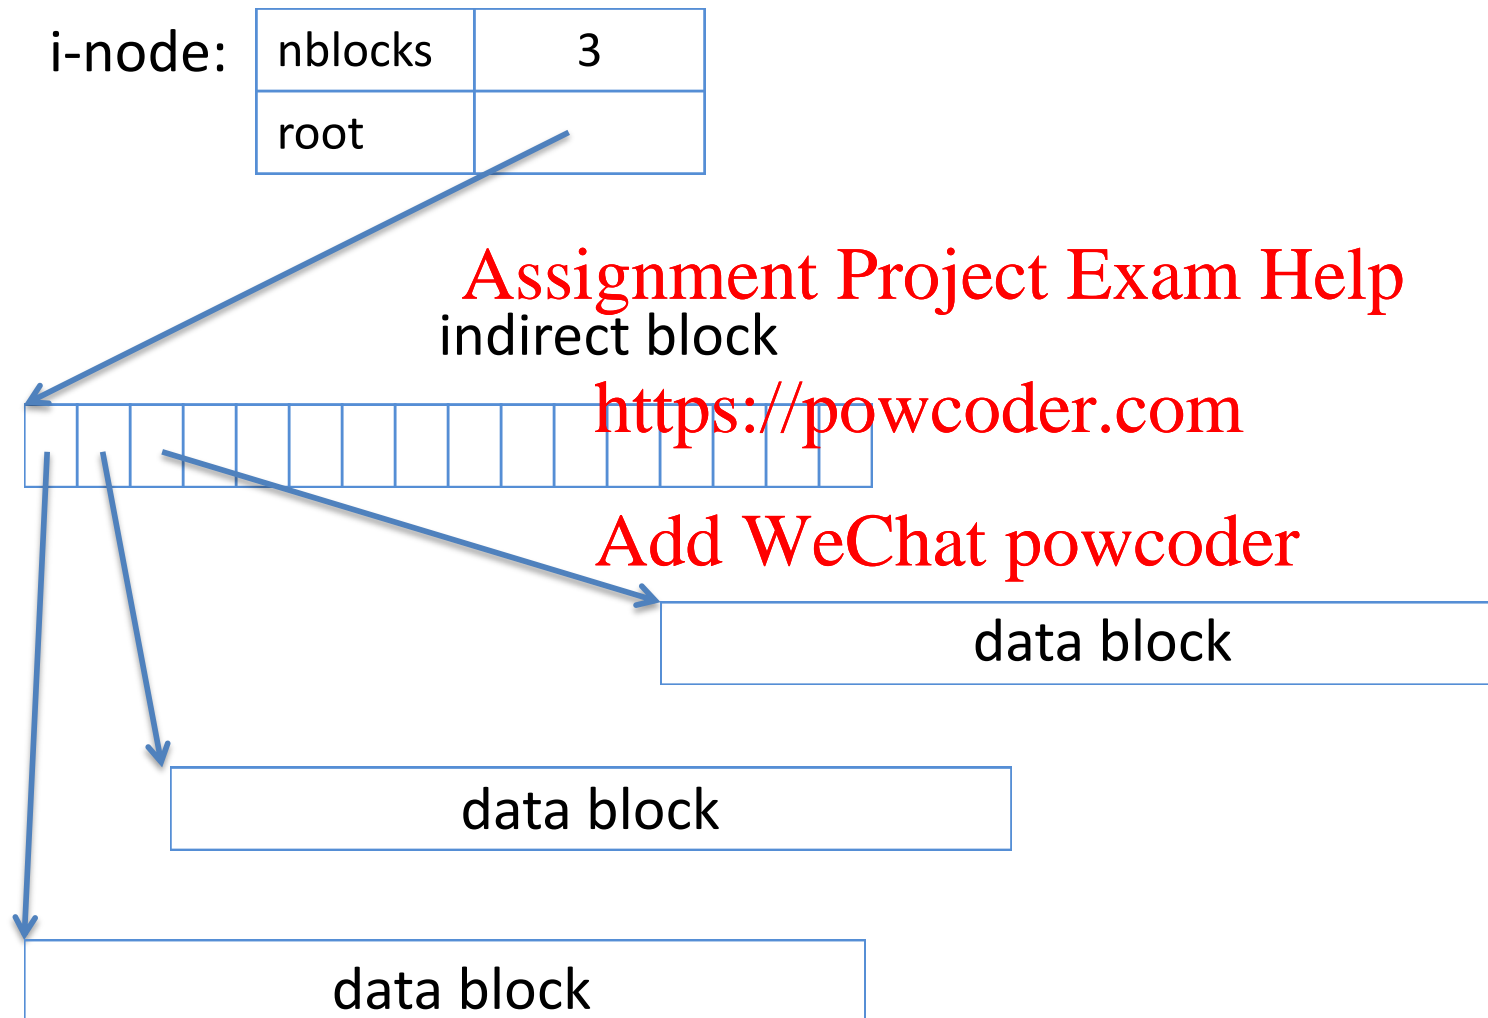 i-node: nblocks 3
root
Assignment Project Exam Help
indirect block
https://powcoder.com
Add WeChat powcoder
data block
data block
data block